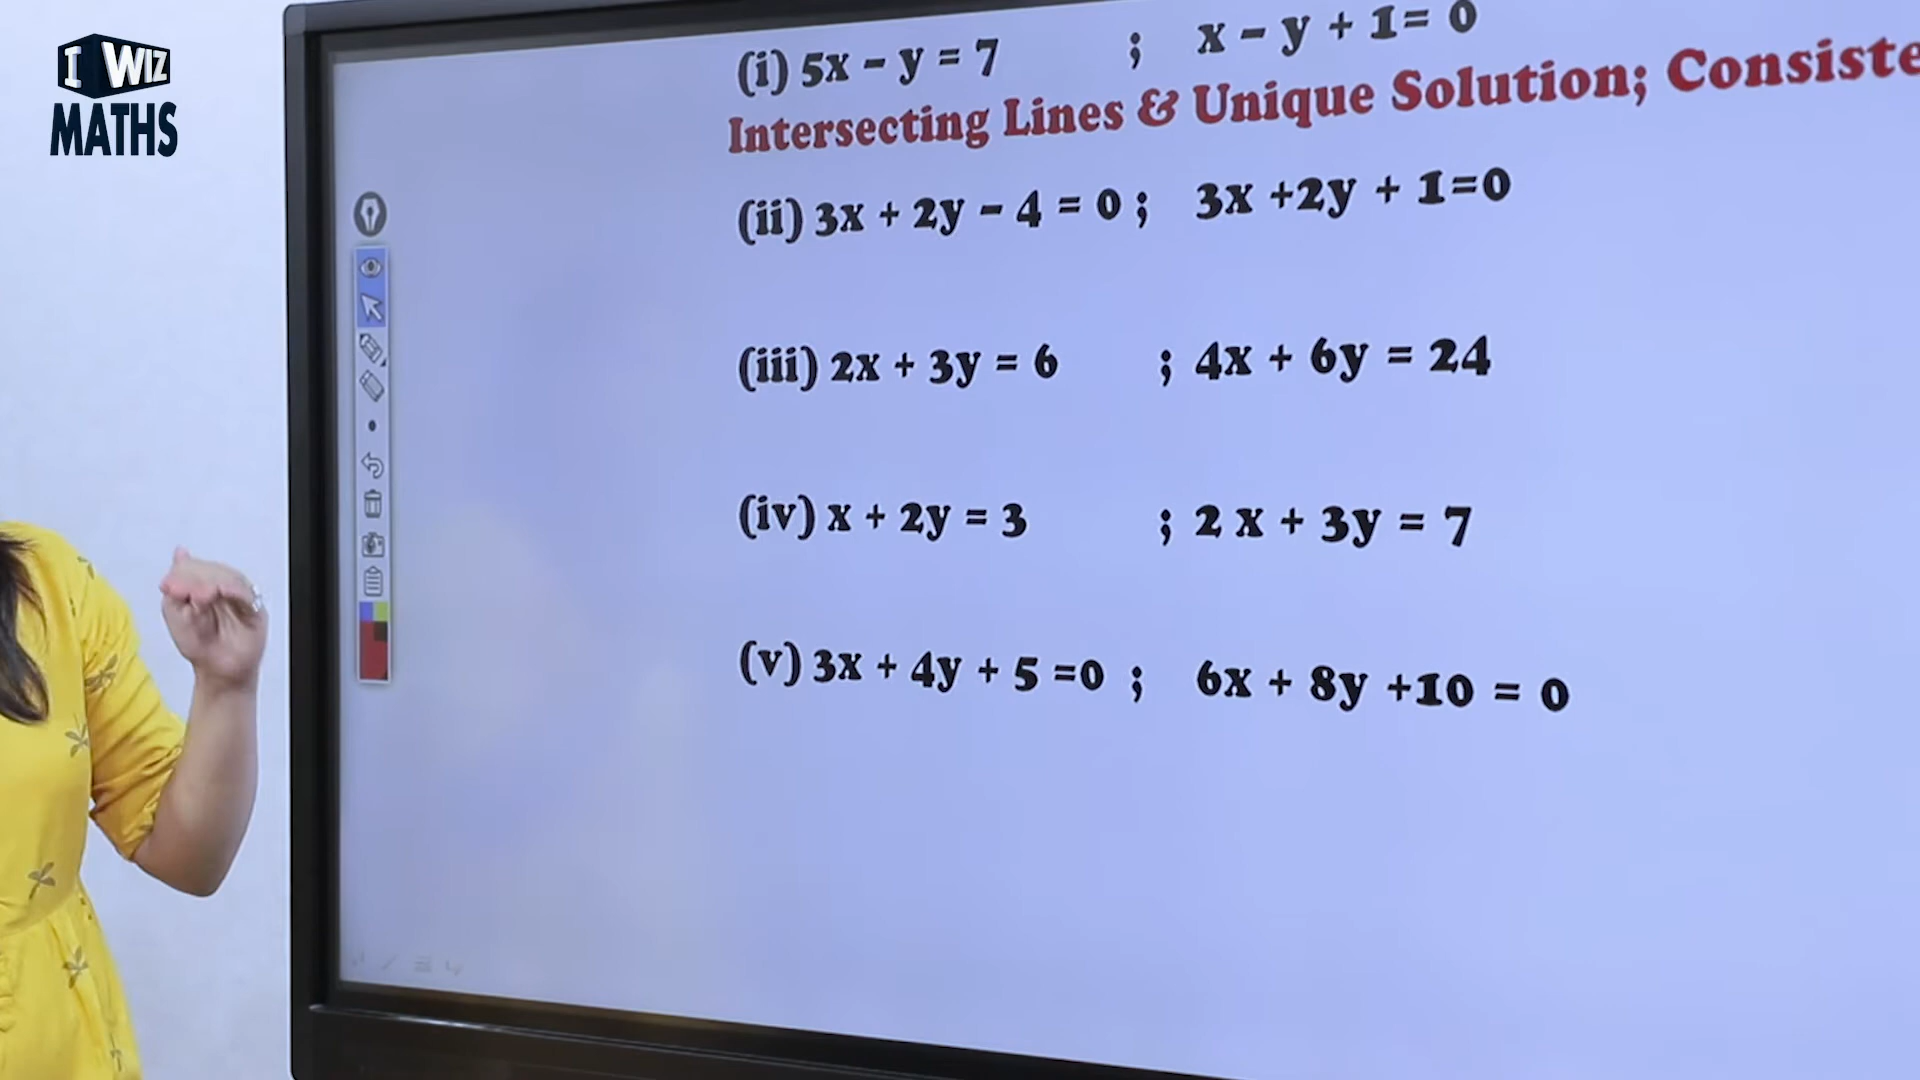 I WIZ
MATHS
(i) 5x - y = 7 ; x - y + 1= 0
Intersecting Lines & Unique Solution; Consiste
(ii) 3x + 2y - 4 = 0 ; 3x +2y + 1=0
(iii) 2x + 3y = 6 ; 4x + 6y = 24
(iv) x + 2y = 3 ; 2 x + 3y = 7
(v) 3x + 4y + 5 =0 ; 6x + 8y +10 = 0